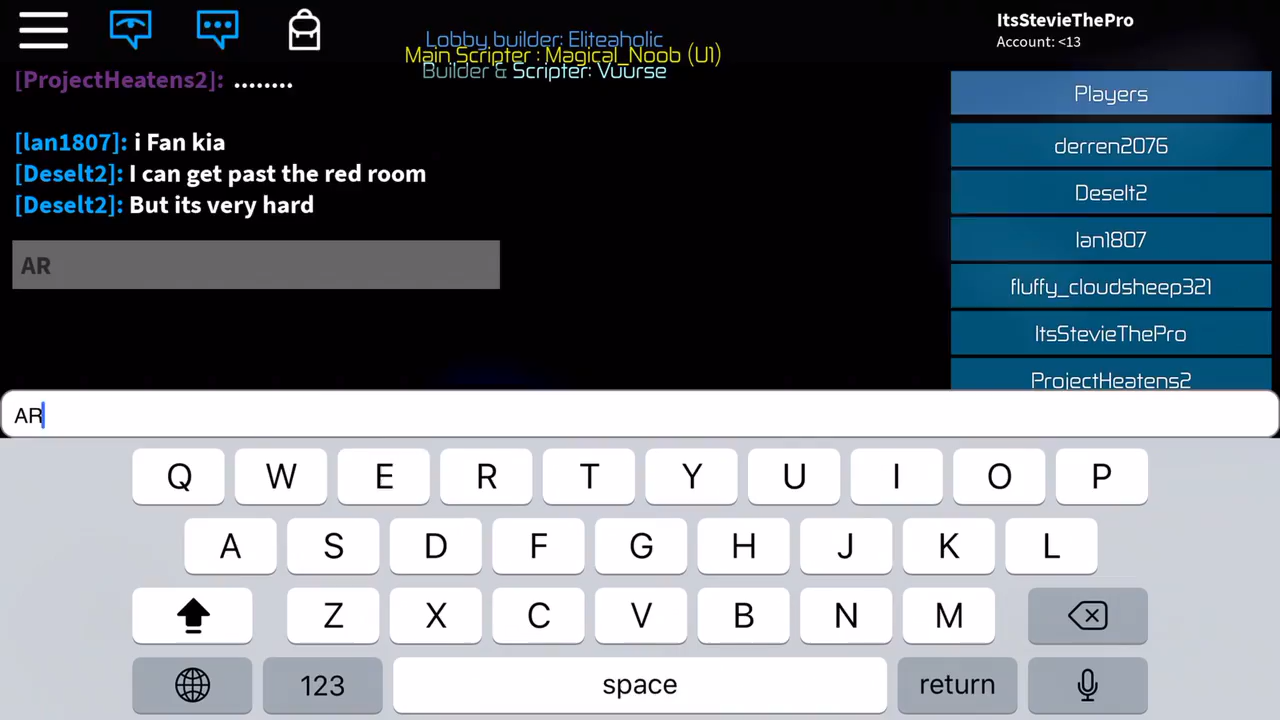 ItsStevieThePro
Account: <13
Lobby builder: Eliteaholic
Main Scripter : Magical_Noob (U1)
Builder & Scripter: Vuurse
[ProjectHeatens2]: ........
[lan1807]: i Fan kia
[Deselt2]: I can get past the red room
[Deselt2]: But its very hard
AR
Players
derren2076
Deselt2
lan1807
fluffy_cloudsheep321
ItsStevieThePro
ProjectHeatens2
AR
Q W E R T Y U I O P
A S D F G H J K L
Z X C V B N M
123 space return